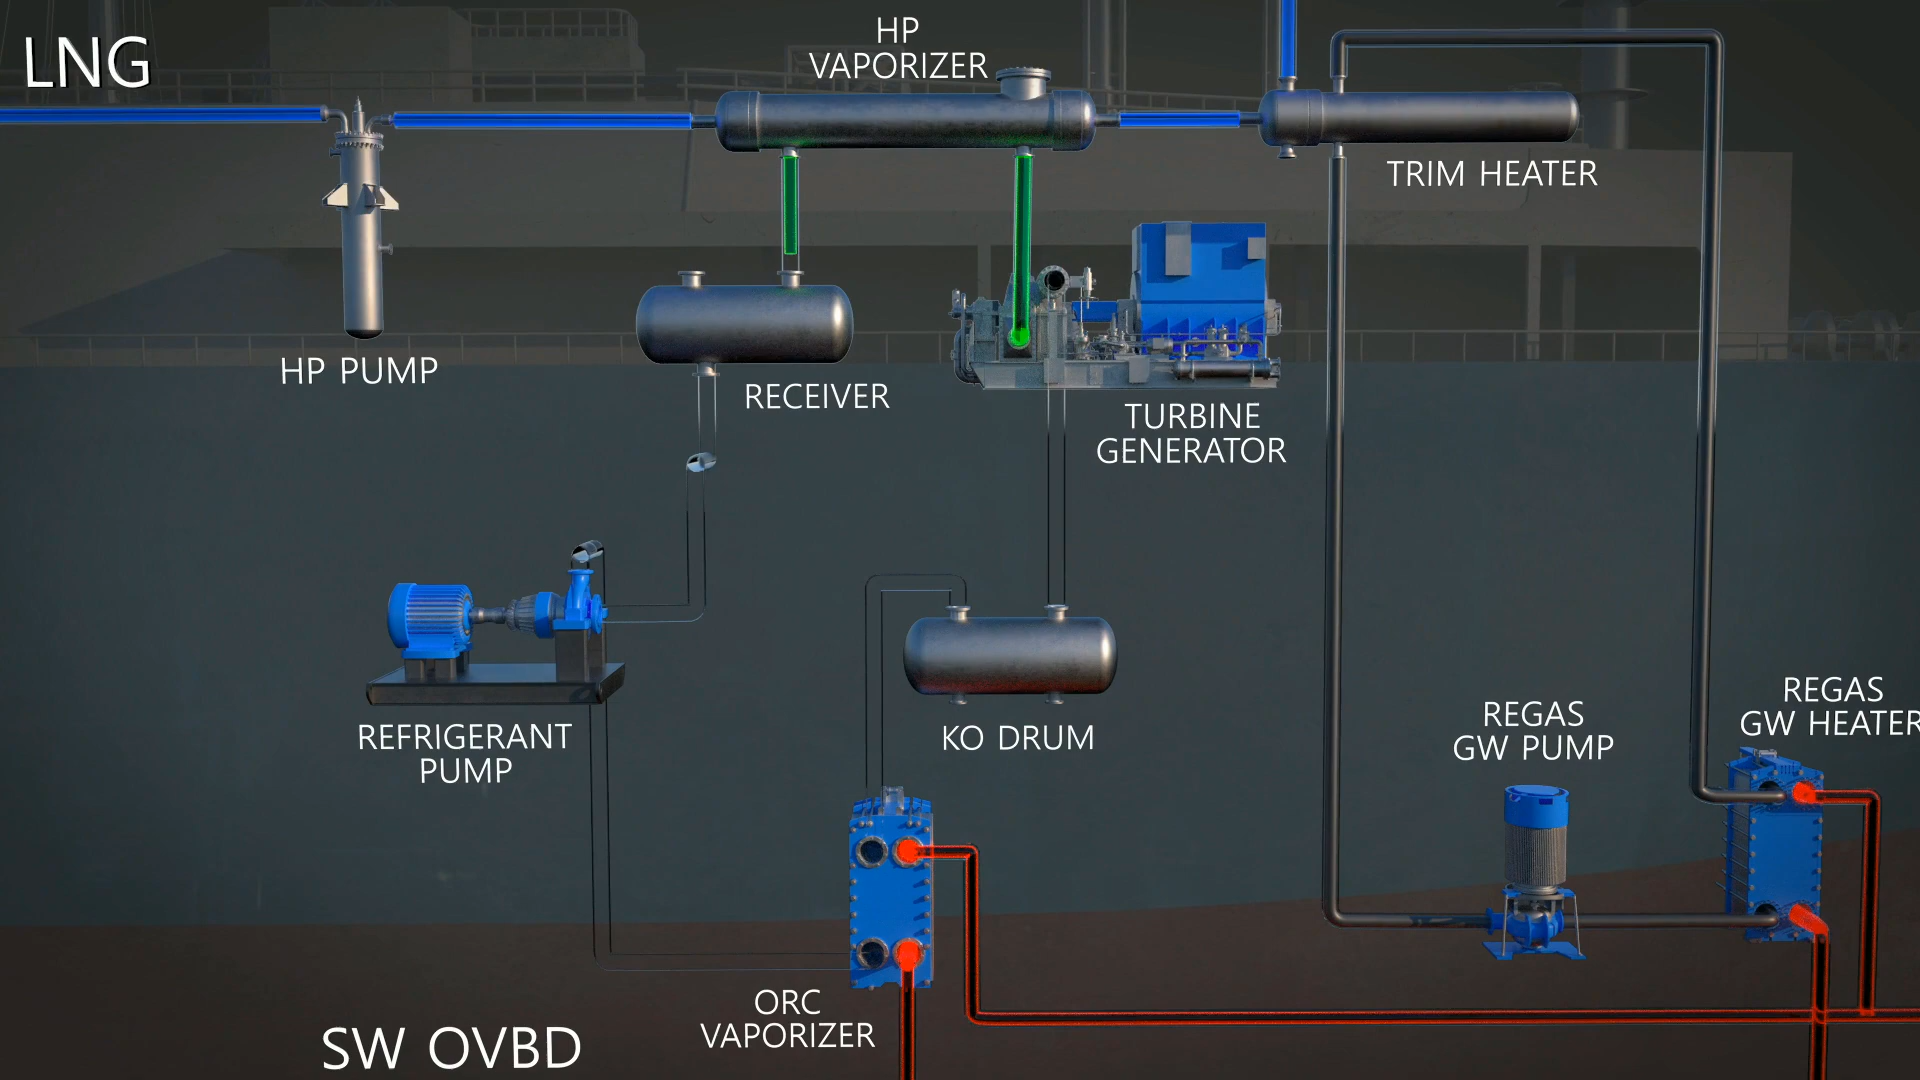 LNG
HP
VAPORIZER
TRIM HEATER
HP PUMP
RECEIVER
TURBINE
GENERATOR
REFRIGERANT
PUMP
KO DRUM
REGAS
GW PUMP
REGAS
GW HEATER
ORC
VAPORIZER
SW OVBD